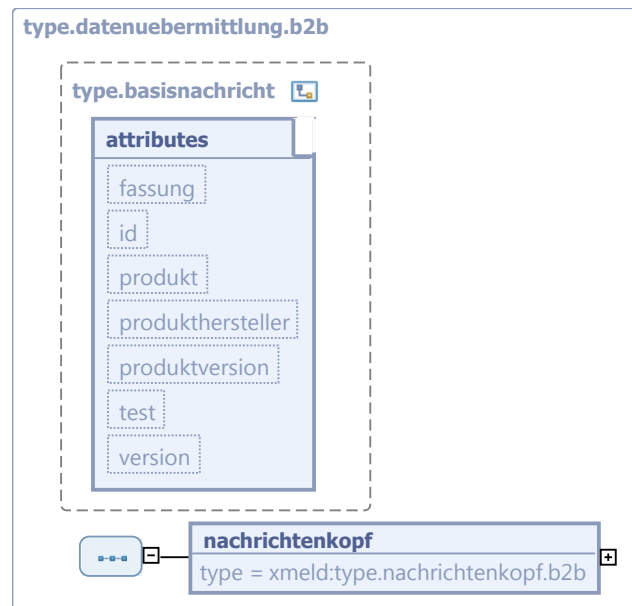 type.datenuebermittlung.b2b
type.basisnachricht
attributes
fassung
id
produkt
produkthersteller
produktversion
test
version
nachrichtenkopf
type = xmeld:type.nachrichtenkopf.b2b